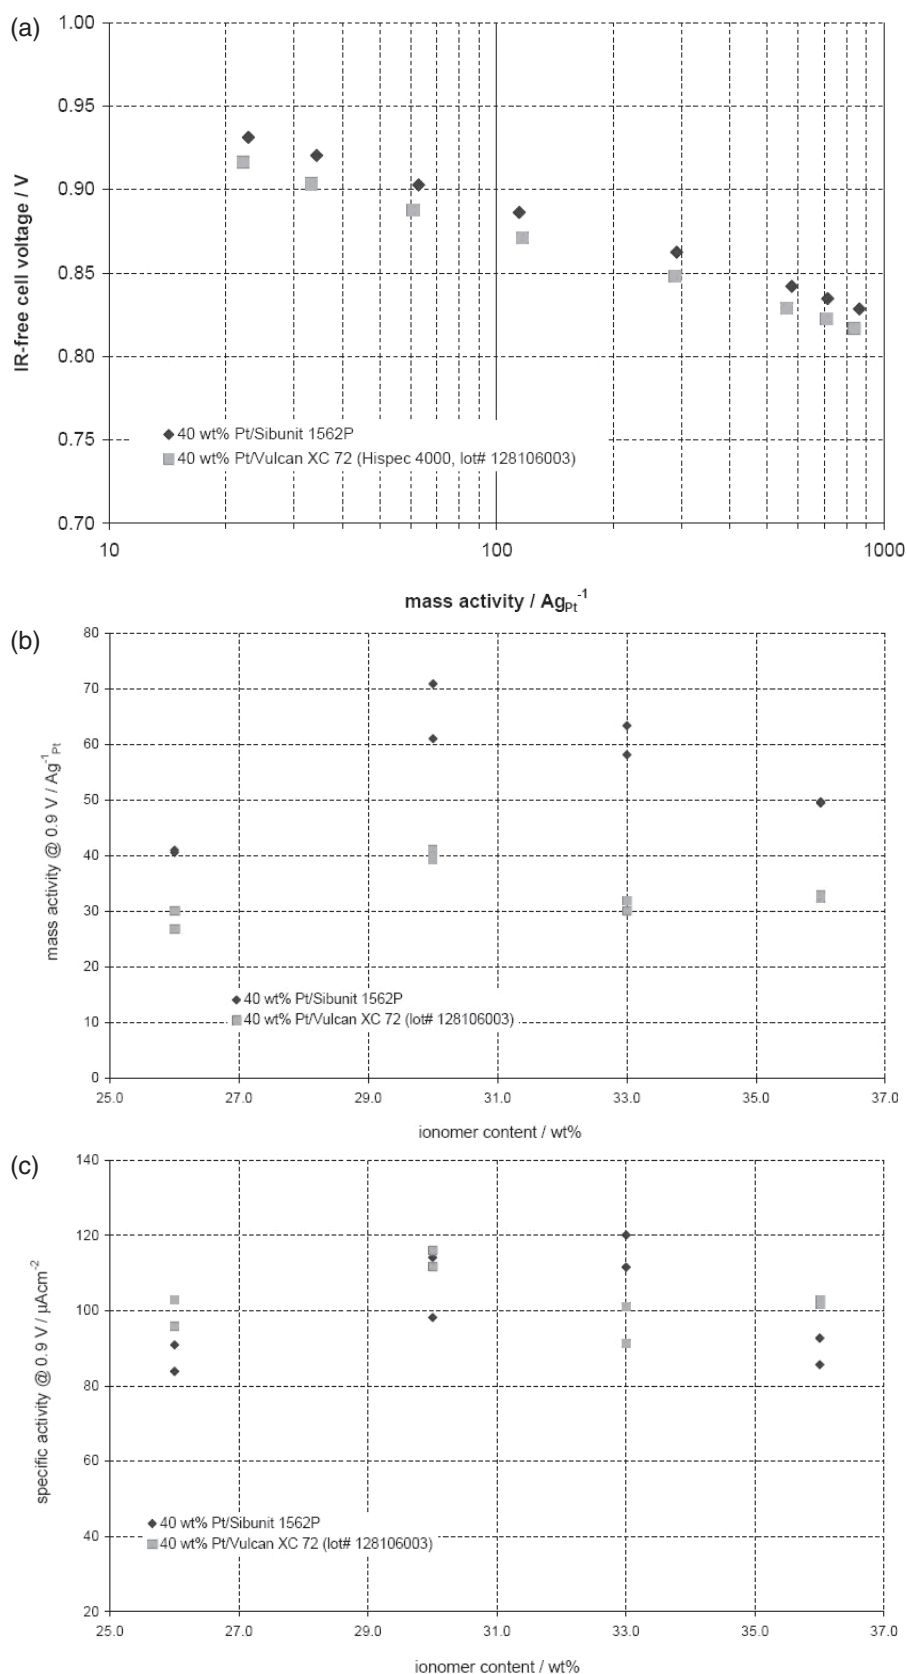 (a)
1.00
0.95
0.90
0.85
0.80
0.75
0.70
IR-free cell voltage / V
40 wt% Pt/Sibunit 1562P
40 wt% Pt/Vulcan XC 72 (Hispec 4000, lot# 128106003)
10 100 1000
mass activity / Ag_Pt^-1
(b)
80
70
60
50
40
30
20
10
0
mass activity @ 0.9 V / Ag^-1_Pt
40 wt% Pt/Sibunit 1562P
40 wt% Pt/Vulcan XC 72 (lot# 128106003)
25.0 27.0 29.0 31.0 33.0 35.0 37.0
ionomer content / wt%
(c)
140
120
100
80
60
40
20
specific activity @ 0.9 V / µAcm^-2
40 wt% Pt/Sibunit 1562P
40 wt% Pt/Vulcan XC 72 (lot# 128106003)
25.0 27.0 29.0 31.0 33.0 35.0 37.0
ionomer content / wt%